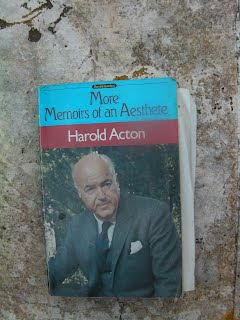 More
Memoirs of an Aesthete
Harold Acton